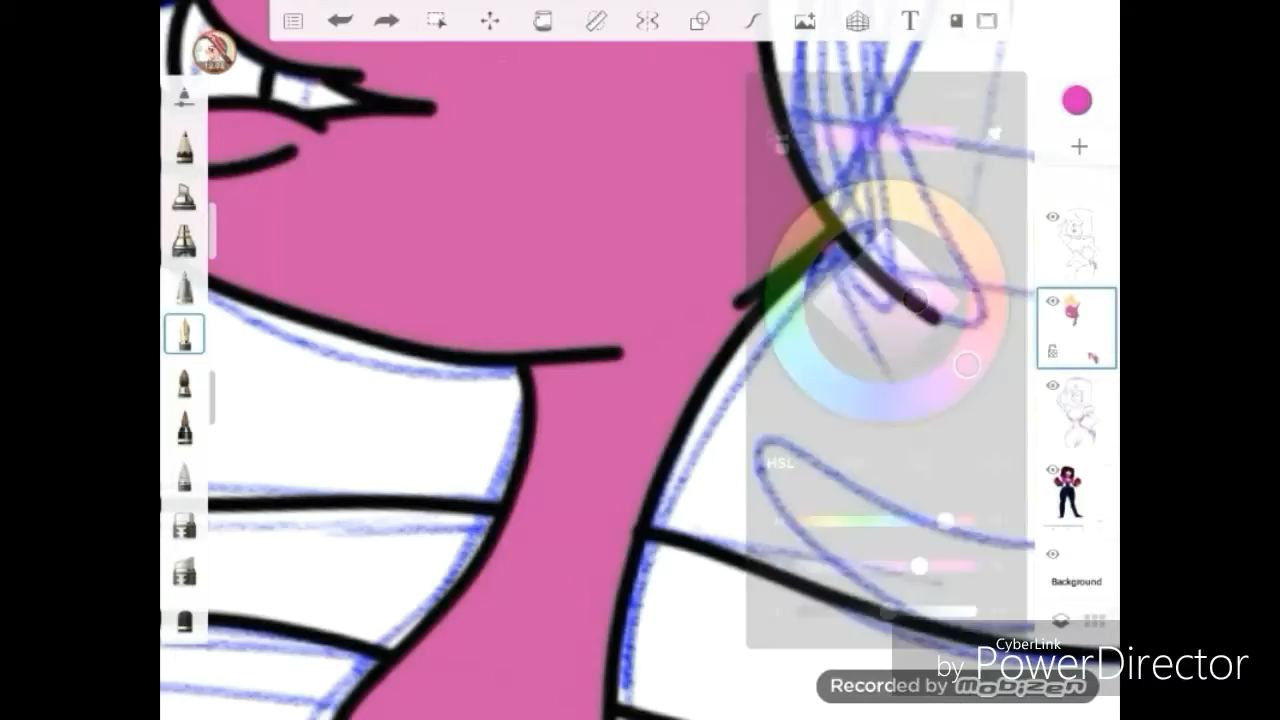 T
HSL
Background
CyberLink
by PowerDirector
Recorded by MOBIZEN